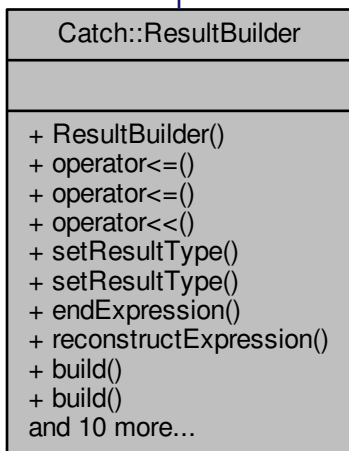 Catch::ResultBuilder
+ ResultBuilder()
+ operator<=()
+ operator<=()
+ operator<<()
+ setResultType()
+ setResultType()
+ endExpression()
+ reconstructExpression()
+ build()
+ build()
and 10 more...